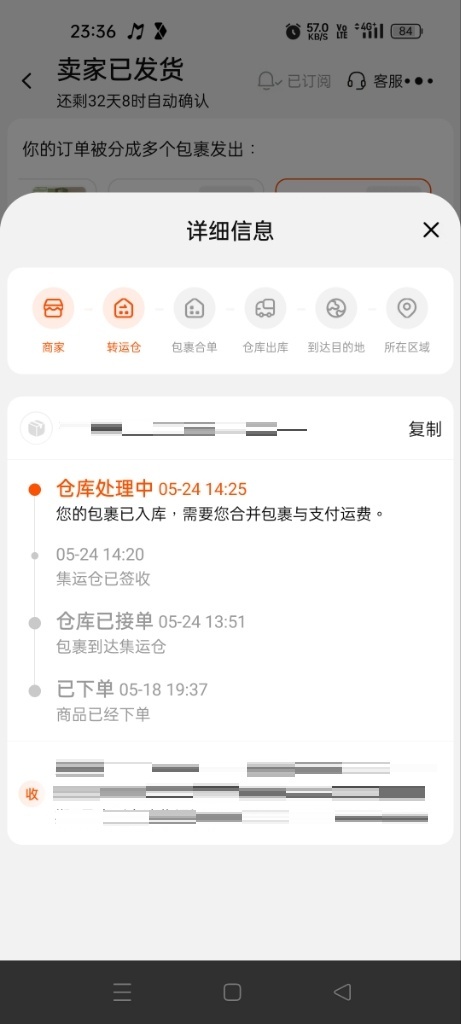 23:36
57.0 KB/S
Vo LTE
4G+
84
卖家已发货
已订阅
客服
还剩32天8时自动确认
你的订单被分成多个包裹发出：
详细信息
商家
转运仓
包裹合单
仓库出库
到达目的地
所在区域
复制
仓库处理中 05-24 14:25
您的包裹已入库，需要您合并包裹与支付运费。
05-24 14:20
集运仓已签收
仓库已接单 05-24 13:51
包裹到达集运仓
已下单 05-18 19:37
商品已经下单
收